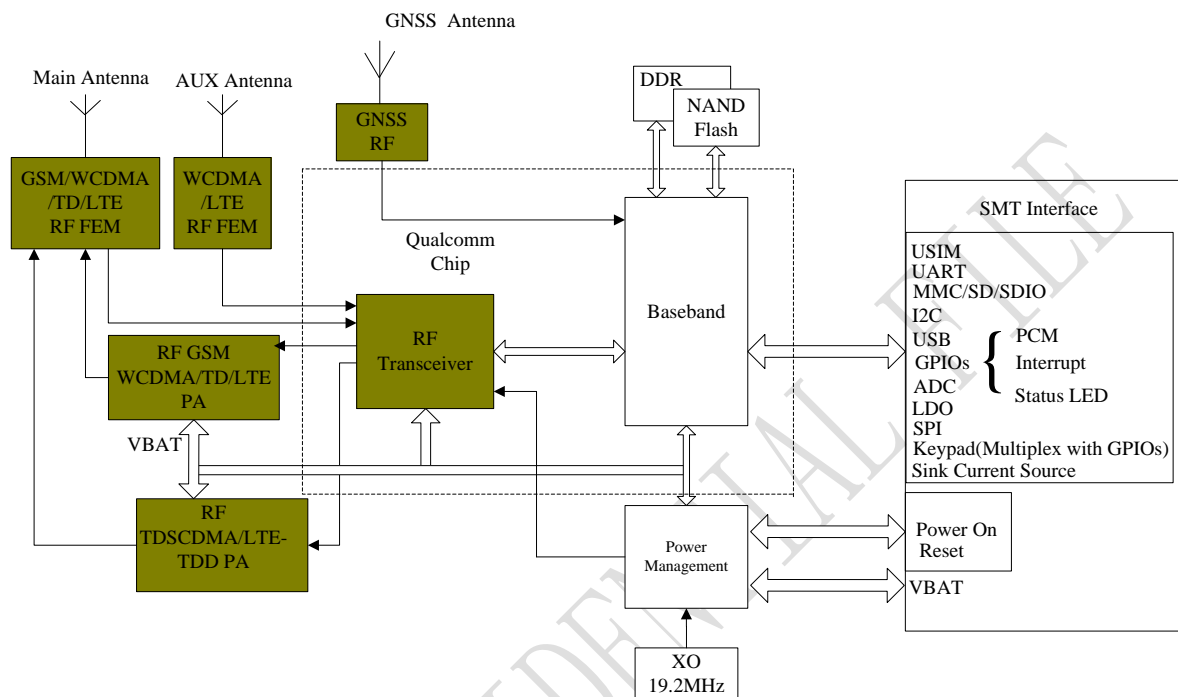 GNSS Antenna
Main Antenna
AUX Antenna
DDR
NAND
Flash
GNSS
RF
GSM/WCDMA
/TD/LTE
RF FEM
WCDMA
/LTE
RF FEM
Qualcomm
Chip
SMT Interface
USIM
UART
MMC/SD/SDIO
I2C
USB
GPIOs
ADC
LDO
SPI
Keypad(Multiplex with GPIOs)
Sink Current Source
{
PCM
Interrupt
Status LED
Baseband
RF
Transceiver
RF GSM
WCDMA/TD/LTE
PA
VBAT
RF
TDSCDMA/LTE-
TDD PA
Power
Management
Power On
Reset
VBAT
XO
19.2MHz
IDENTIAL FILE